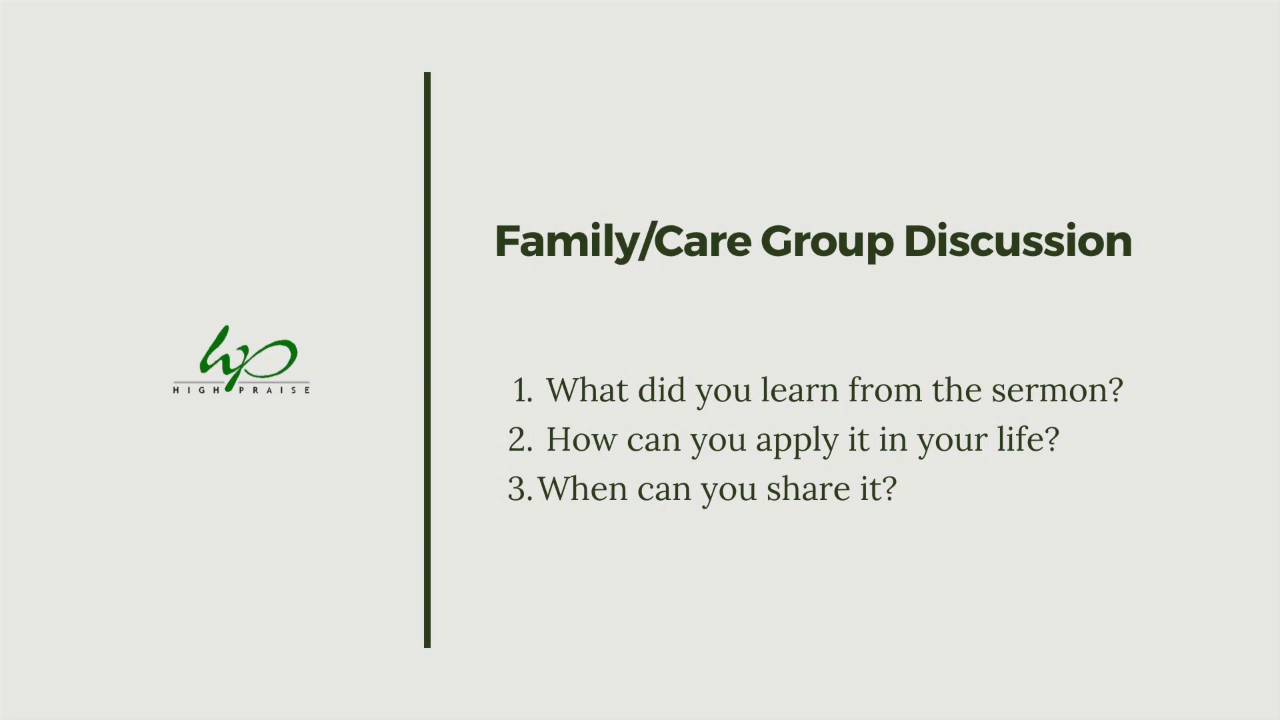 Family/Care Group Discussion
hp
HIGH PRAISE
1. What did you learn from the sermon?
2. How can you apply it in your life?
3. When can you share it?